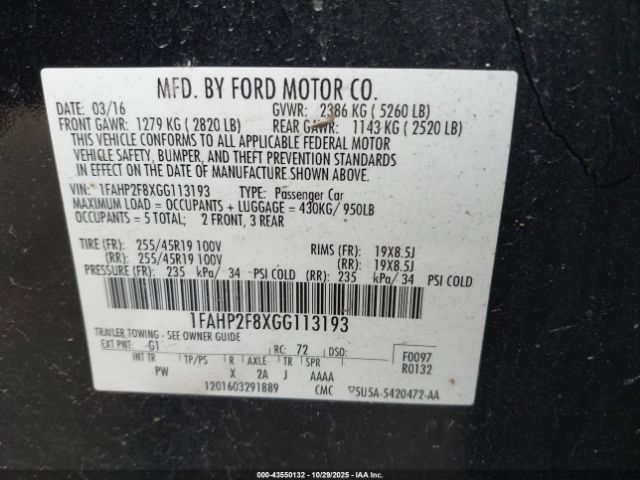 MFD. BY FORD MOTOR CO.
DATE: 03/16 GVWR: 2386 KG ( 5260 LB)
FRONT GAWR: 1279 KG ( 2820 LB) REAR GAWR: 1143 KG ( 2520 LB)
THIS VEHICLE CONFORMS TO ALL APPLICABLE FEDERAL MOTOR
VEHICLE SAFETY, BUMPER, AND THEFT PREVENTION STANDARDS
IN EFFECT ON THE DATE OF MANUFACTURE SHOWN ABOVE.
VIN: 1FAHP2F8XGG113193 TYPE: Passenger Car
MAXIMUM LOAD = OCCUPANTS + LUGGAGE = 430KG/ 950LB
OCCUPANTS = 5 TOTAL; 2 FRONT, 3 REAR
TIRE (FR): 255/45R19 100V RIMS (FR): 19X8.5J
(RR): 255/45R19 100V (RR): 19X8.5J
PRESSURE (FR): 235 kPa/ 34 PSI COLD (RR): 235 kPa/ 34 PSI COLD
1FAHP2F8XGG113193
TRAILER TOWING - SEE OWNER GUIDE
EXT PNT: G1 RC: 72 DSO: F0097
INT TR TP/PS R AXLE TR SPR R0132
PW X 2A J AAAA
1201603291889 CMC 5U5A-5420472-AA
000-43550132 - 10/29/2025 - IAA, Inc.